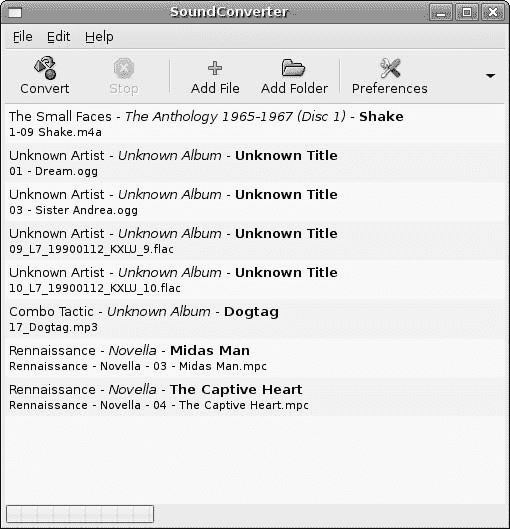 SoundConverter
File Edit Help
Convert Stop Add File Add Folder Preferences
The Small Faces - The Anthology 1965-1967 (Disc 1) - Shake
1-09 Shake.m4a
Unknown Artist - Unknown Album - Unknown Title
01 - Dream.ogg
Unknown Artist - Unknown Album - Unknown Title
03 - Sister Andrea.ogg
Unknown Artist - Unknown Album - Unknown Title
09_L7_19900112_KXLU_9.flac
Unknown Artist - Unknown Album - Unknown Title
10_L7_19900112_KXLU_10.flac
Combo Tactic - Unknown Album - Dogtag
17_Dogtag.mp3
Rennaissance - Novella - Midas Man
Rennaissance - Novella - 03 - Midas Man.mpc
Rennaissance - Novella - The Captive Heart
Rennaissance - Novella - 04 - The Captive Heart.mpc